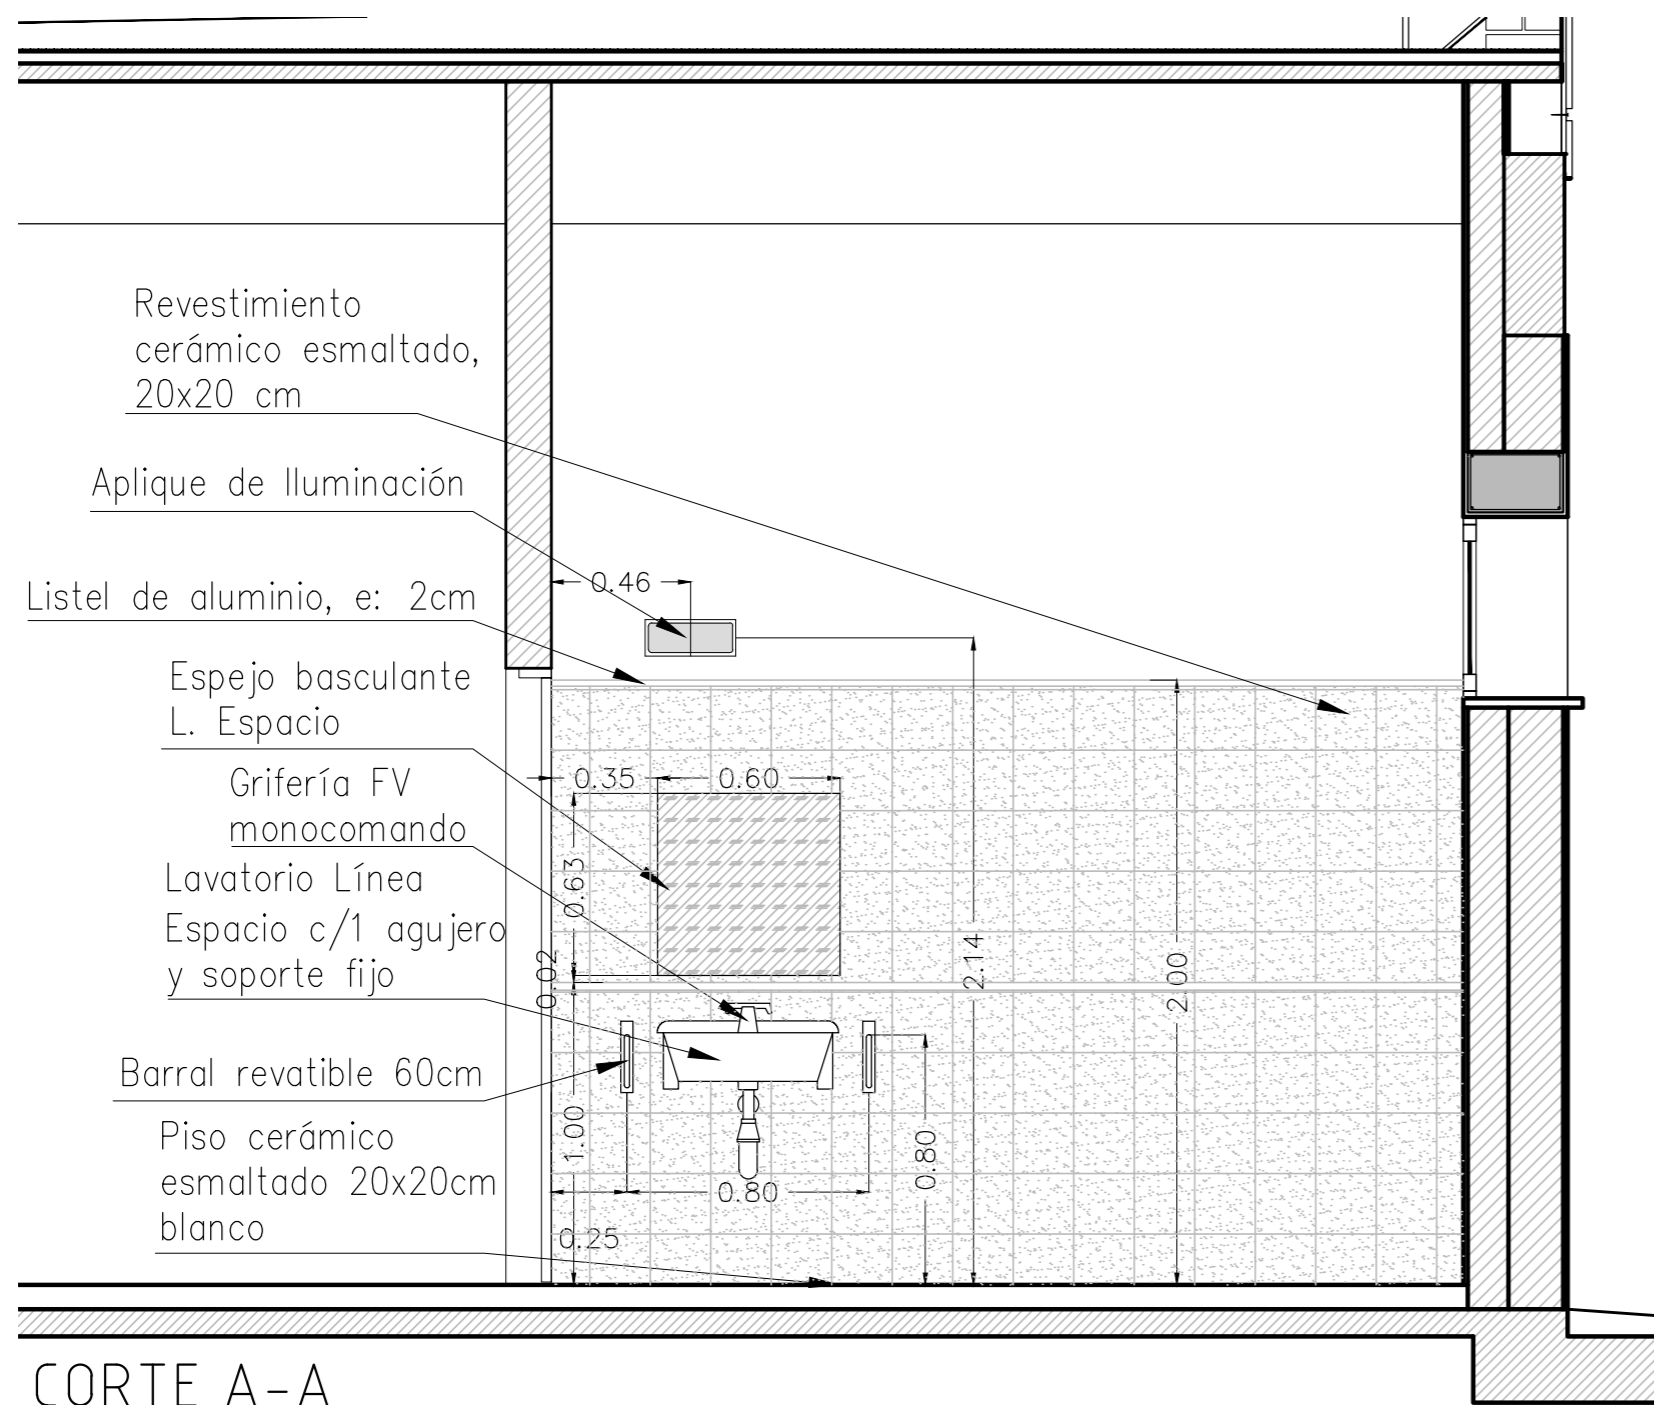 Revestimiento
cerámico esmaltado,
20x20 cm
Aplique de Iluminación
0.46
Listel de aluminio, e: 2cm
Espejo basculante
L. Espacio
0.35
0.60
Grifería FV
monocomando
0.63
Lavatorio Línea
Espacio c/1 agujero
y soporte fijo
0.02
2.14
2.00
Barral revatible 60cm
1.00
0.80
0.80
Piso cerámico
esmaltado 20x20cm
blanco
0.25
CORTE A-A